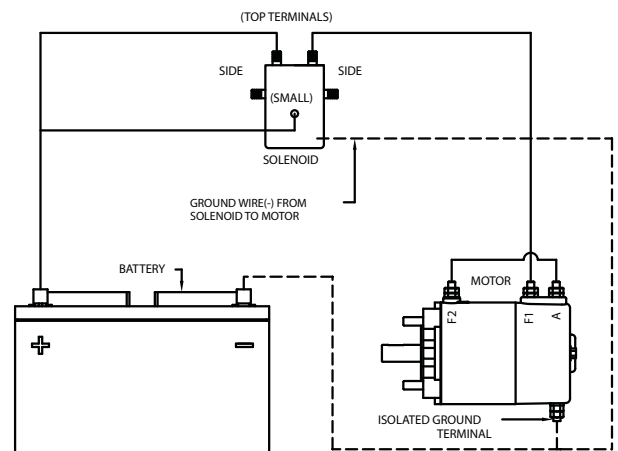 (TOP TERMINALS)
SIDE
SIDE
(SMALL)
SOLENOID
GROUND WIRE(-) FROM
SOLENOID TO MOTOR
BATTERY
MOTOR
F2
F1
A
+
-
ISOLATED GROUND
TERMINAL